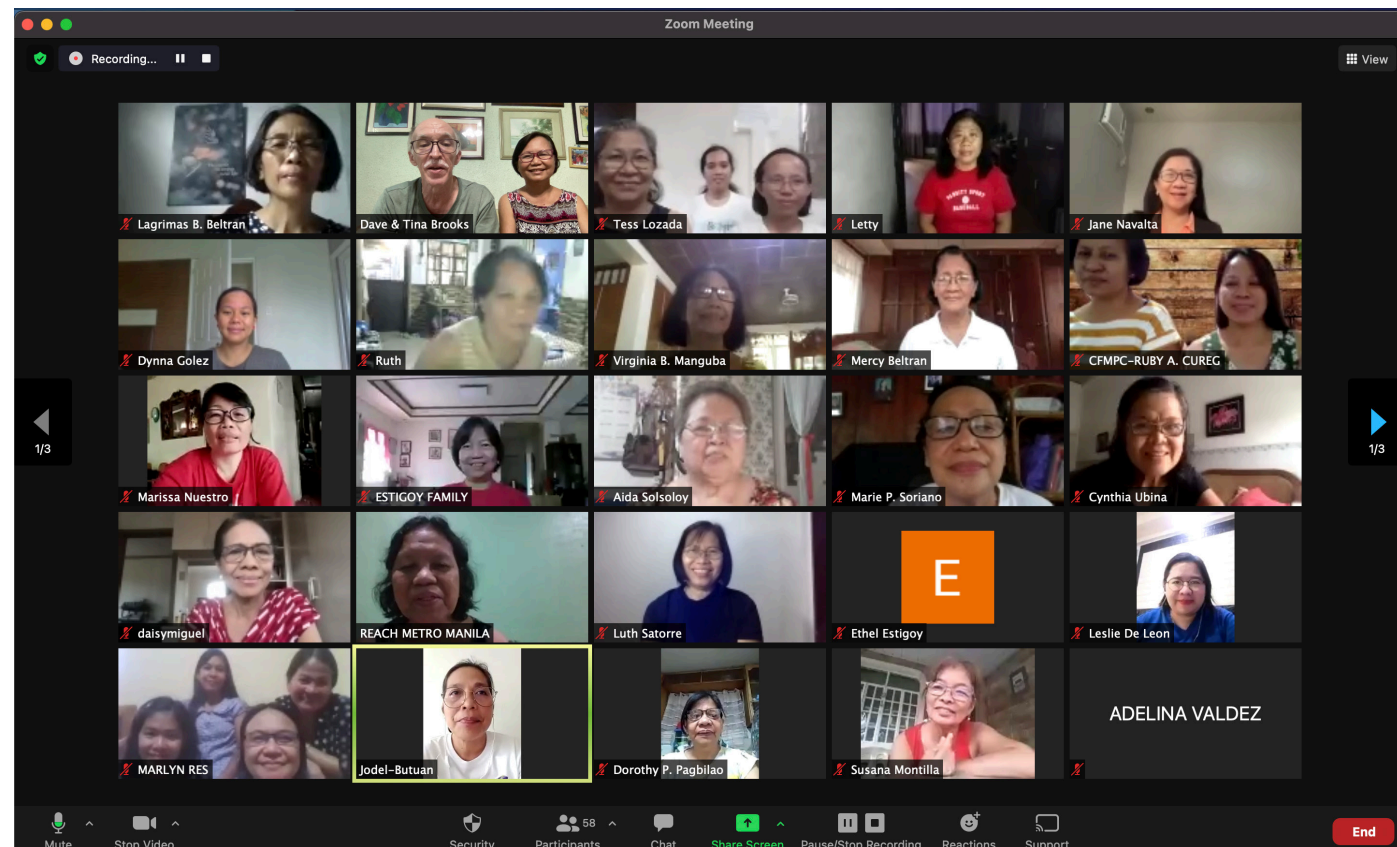 Zoom Meeting
Recording...
View
Lagrimas B. Beltran
Dave & Tina Brooks
Tess Lozada
VARSITY SPORT
BASEBALL
Letty
Jane Navalta
Dynna Golez
Ruth
Virginia B. Manguba
Mercy Beltran
CFMPC-RUBY A. CUREG
1/3
1/3
Marissa Nuestro
ESTIGOY FAMILY
Aida Solsoloy
Marie P. Soriano
Cynthia Ubina
daisymiguel
REACH METRO MANILA
Luth Satorre
E
Ethel Estigoy
Leslie De Leon
MARLYN RES
Jodel-Butuan
Dorothy P. Pagbilao
Susana Montilla
ADELINA VALDEZ
58
Mute
Stop Video
Security
Participants
Chat
Share Screen
Pause/Stop Recording
Reactions
Support
End